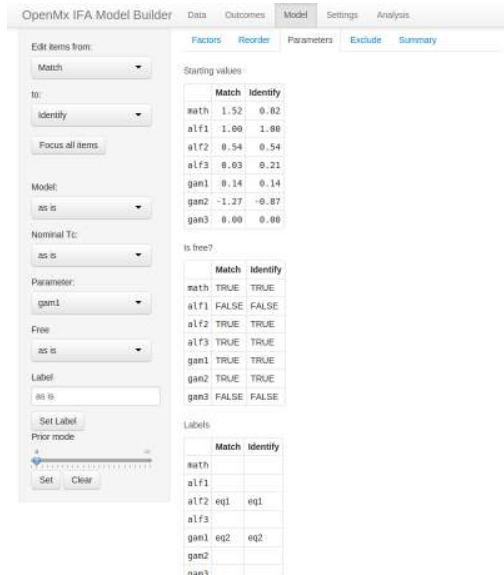 OpenMx IFA Model Builder Data Outcomes Model Settings Analysis
Factors Reorder Parameters Exclude Summary
Edit items from:
Match
to:
Identify
Focus all items
Model:
as is
Nominal Tc:
as is
Parameter:
gam1
Free
as is
Label
as is
Set Label
Prior mode
Set Clear
Starting values
Match Identify
math 1.52 0.82
alf1 1.00 1.00
alf2 0.54 0.54
alf3 0.03 0.21
gam1 0.14 0.14
gam2 -1.27 -0.87
gam3 0.00 0.00
Is free?
Match Identify
math TRUE TRUE
alf1 FALSE FALSE
alf2 TRUE TRUE
alf3 TRUE TRUE
gam1 TRUE TRUE
gam2 TRUE TRUE
gam3 FALSE FALSE
Labels
Match Identify
math
alf1
alf2 eq1 eq1
alf3
gam1 eq2 eq2
gam2
gam3